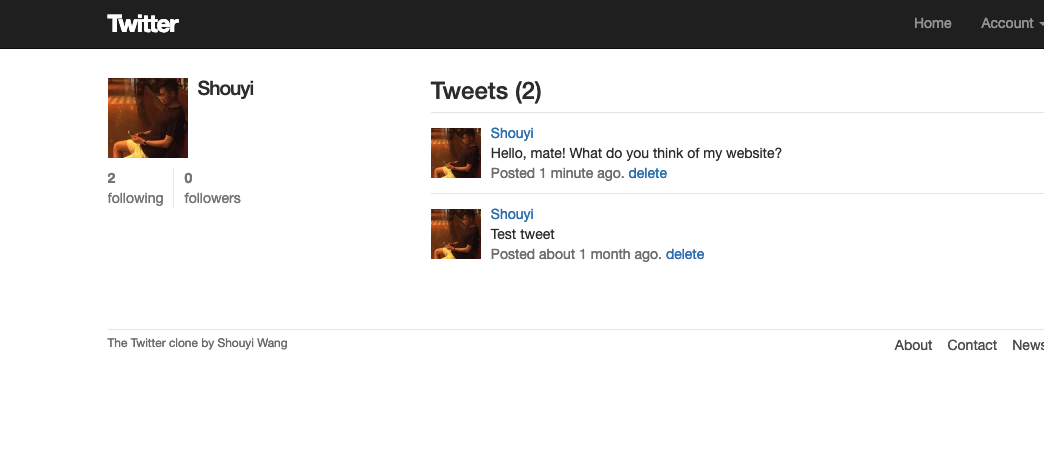 Twitter
Home
Account
Shouyi
2
following
0
followers
Tweets (2)
Shouyi
Hello, mate! What do you think of my website?
Posted 1 minute ago. delete
Shouyi
Test tweet
Posted about 1 month ago. delete
The Twitter clone by Shouyi Wang
About
Contact
News